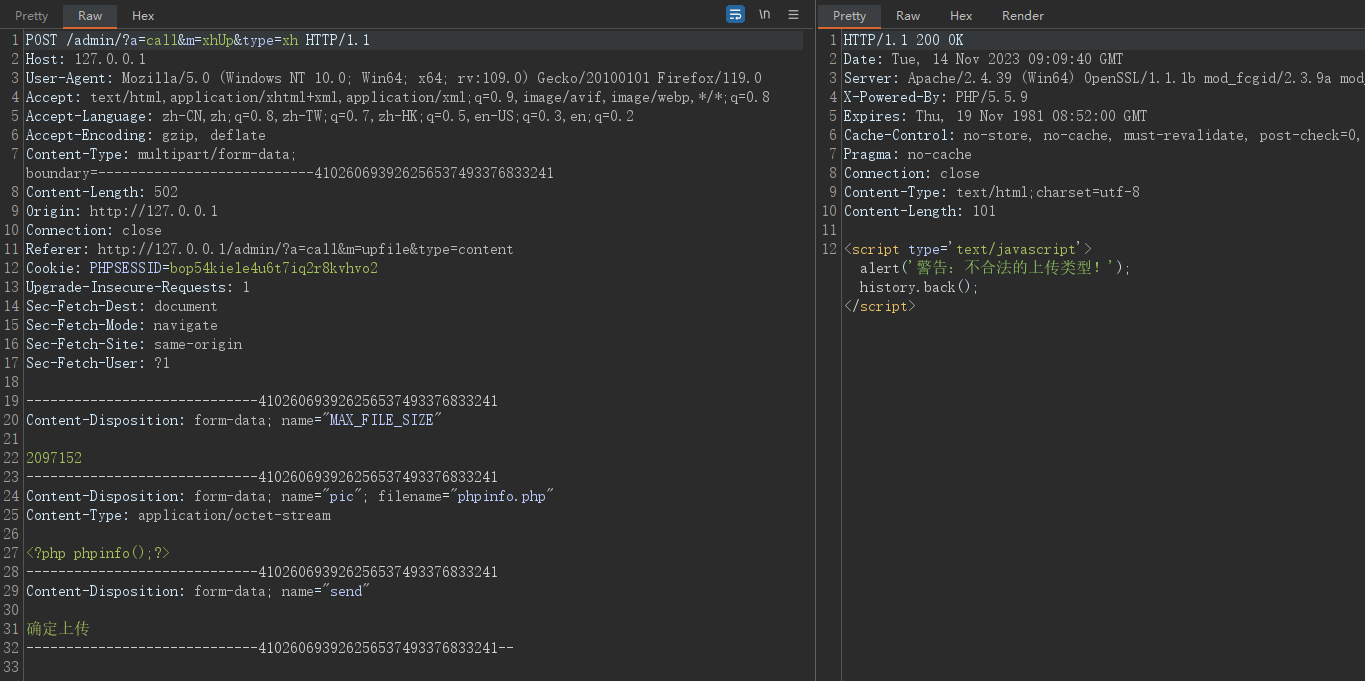 Pretty Raw Hex \n
1 POST /admin/?a=call&m=xhUp&type=xh HTTP/1.1
2 Host: 127.0.0.1
3 User-Agent: Mozilla/5.0 (Windows NT 10.0; Win64; x64; rv:109.0) Gecko/20100101 Firefox/119.0
4 Accept: text/html,application/xhtml+xml,application/xml;q=0.9,image/avif,image/webp,*/*;q=0.8
5 Accept-Language: zh-CN,zh;q=0.8,zh-TW;q=0.7,zh-HK;q=0.5,en-US;q=0.3,en;q=0.2
6 Accept-Encoding: gzip, deflate
7 Content-Type: multipart/form-data;
boundary=---------------------------410260693926256537493376833241
8 Content-Length: 502
9 Origin: http://127.0.0.1
10 Connection: close
11 Referer: http://127.0.0.1/admin/?a=call&m=upfile&type=content
12 Cookie: PHPSESSID=bop54kie1e4u6t7iq2r8kvhvo2
13 Upgrade-Insecure-Requests: 1
14 Sec-Fetch-Dest: document
15 Sec-Fetch-Mode: navigate
16 Sec-Fetch-Site: same-origin
17 Sec-Fetch-User: ?1
18
19 -----------------------------410260693926256537493376833241
20 Content-Disposition: form-data; name="MAX_FILE_SIZE"
21
22 2097152
23 -----------------------------410260693926256537493376833241
24 Content-Disposition: form-data; name="pic"; filename="phpinfo.php"
25 Content-Type: application/octet-stream
26
27 <?php phpinfo();?>
28 -----------------------------410260693926256537493376833241
29 Content-Disposition: form-data; name="send"
30
31 确定上传
32 -----------------------------410260693926256537493376833241--
33
Pretty Raw Hex Render
1 HTTP/1.1 200 OK
2 Date: Tue, 14 Nov 2023 09:09:40 GMT
3 Server: Apache/2.4.39 (Win64) OpenSSL/1.1.1b mod_fcgid/2.3.9a mod_
4 X-Powered-By: PHP/5.5.9
5 Expires: Thu, 19 Nov 1981 08:52:00 GMT
6 Cache-Control: no-store, no-cache, must-revalidate, post-check=0,
7 Pragma: no-cache
8 Connection: close
9 Content-Type: text/html;charset=utf-8
10 Content-Length: 101
11
12 <script type='text/javascript'>
alert('警告：不合法的上传类型！');
history.back();
</script>